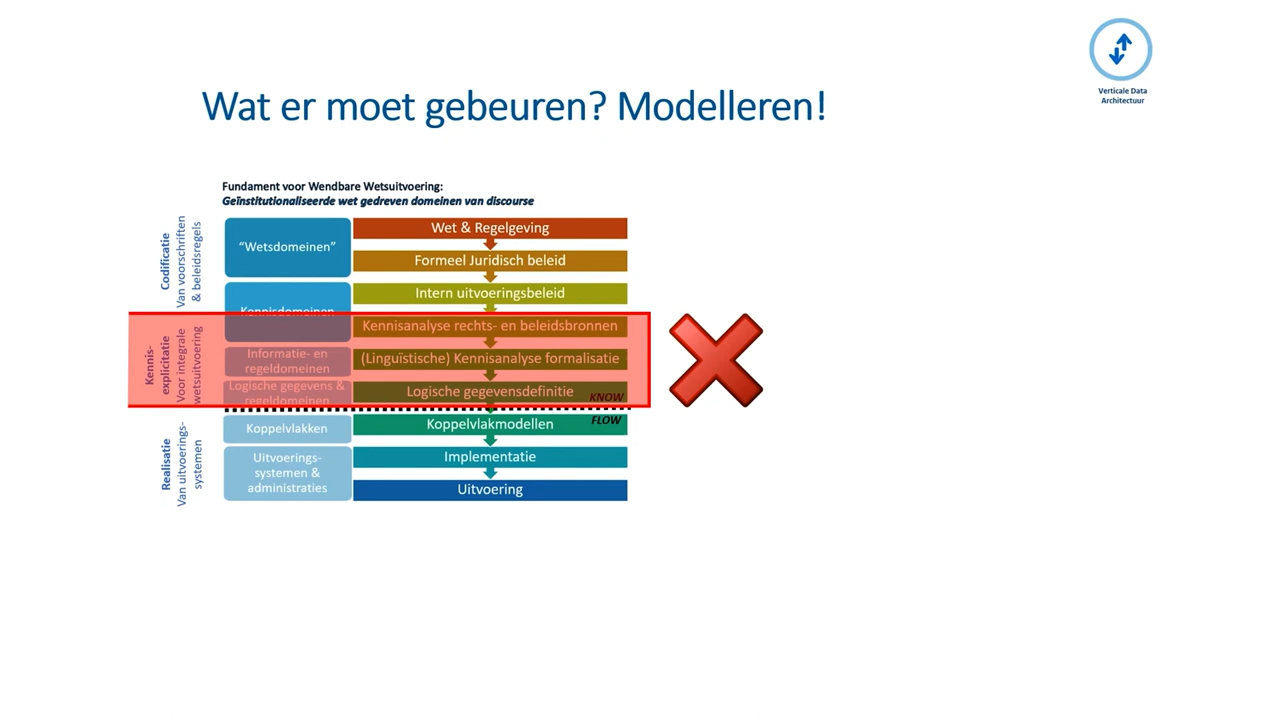 Verticale Data
Architectuur
Wat er moet gebeuren? Modelleren!
Fundament voor Wendbare Wetsuitvoering:
Geïnstitutionaliseerde wet gedreven domeinen van discourse
Codificatie
Van voorschriften
& beleidsregels
"Wetsdomeinen"
Wet & Regelgeving
Formeel Juridisch beleid
Kennisdomeinen
Intern uitvoeringsbeleid
Kennisanalyse rechts- en beleidsbronnen
Kennis-
explicitatie
Voor integrale
wetsuitvoering
Informatie- en
regeldomeinen
(Linguïstische) Kennisanalyse formalisatie
Logische gegevens &
regeldomeinen
Logische gegevensdefinitie
KNOW
FLOW
Realisatie
Van uitvoerings-
systemen
Koppelvlakken
Koppelvlakmodellen
Uitvoerings-
systemen &
administraties
Implementatie
Uitvoering